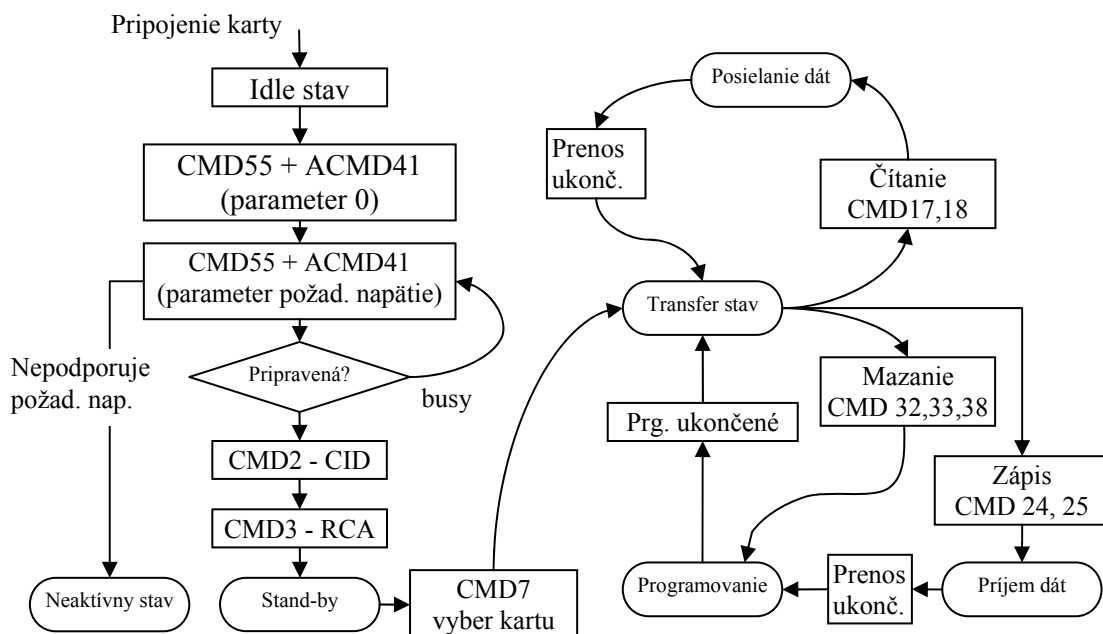 Pripojenie karty
Idle stav
CMD55 + ACMD41
(parameter 0)
CMD55 + ACMD41
(parameter požad. napätie)
Nepodporuje
požad. nap.
Pripravená?
busy
CMD2 - CID
CMD3 - RCA
Neaktívny stav
Stand-by
CMD7
vyber kartu
Posielanie dát
Prenos
ukonč.
Čítanie
CMD17,18
Transfer stav
Mazanie
CMD 32,33,38
Prg. ukončené
Zápis
CMD 24, 25
Programovanie
Prenos
ukonč.
Príjem dát